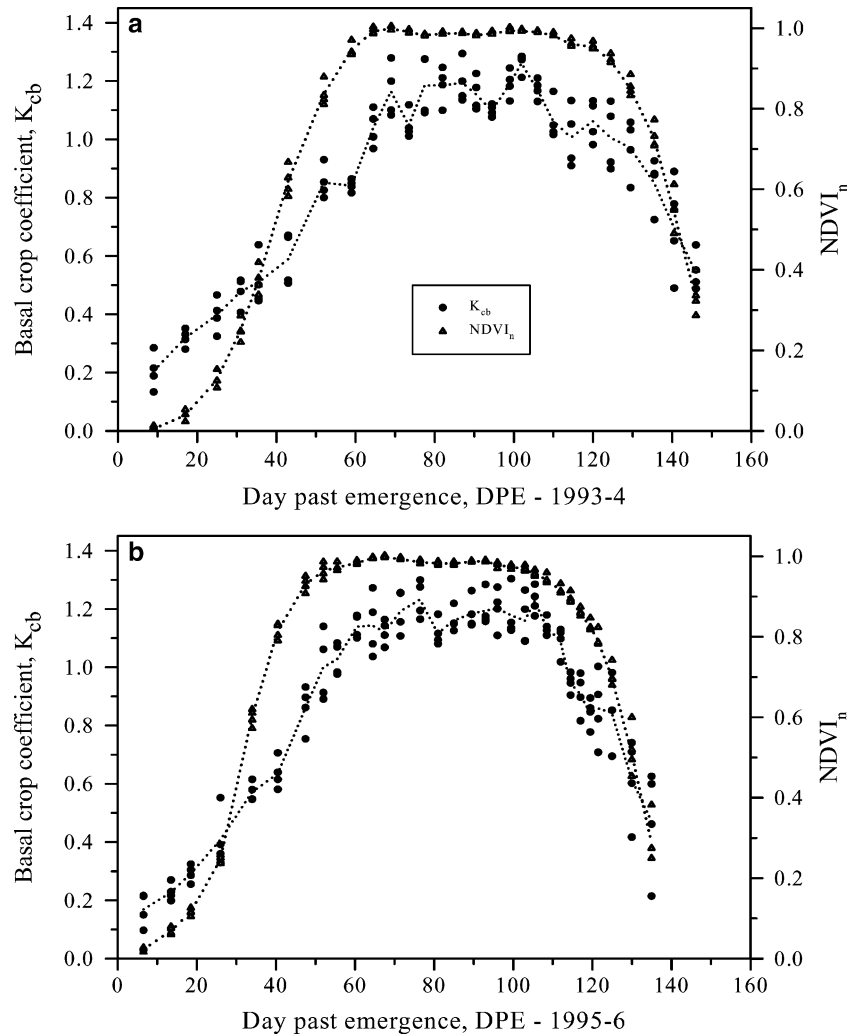 a
1.4
1.2
1.0
0.8
0.6
0.4
0.2
0.0
Basal crop coefficient, Kcb
1.0
0.8
0.6
0.4
0.2
0.0
NDVIn
Kcb
NDVIn
0 20 40 60 80 100 120 140 160
Day past emergence, DPE - 1993-4
b
1.4
1.2
1.0
0.8
0.6
0.4
0.2
0.0
Basal crop coefficient, Kcb
1.0
0.8
0.6
0.4
0.2
0.0
NDVIn
0 20 40 60 80 100 120 140 160
Day past emergence, DPE - 1995-6